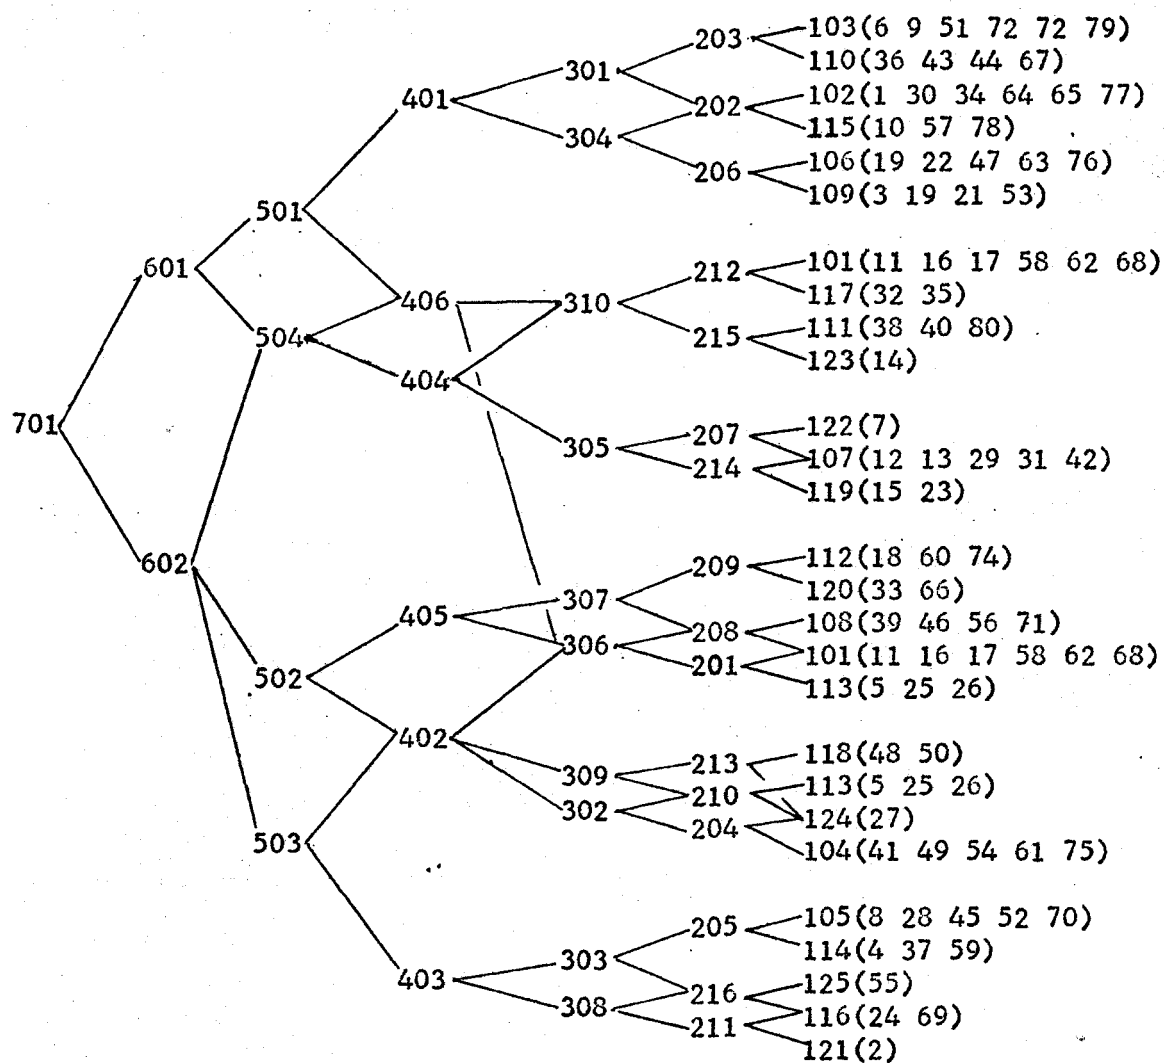 203 103(6 9 51 72 72 79)
110(36 43 44 67)
301
401 202 102(1 30 34 64 65 77)
304 115(10 57 78)
206 106(19 22 47 63 76)
109(3 19 21 53)
501
601 212 101(11 16 17 58 62 68)
406 310 117(32 35)
504 215 111(38 40 80)
123(14)
404
701 207 122(7)
305 107(12 13 29 31 42)
214 119(15 23)
602 209 112(18 60 74)
307 120(33 66)
405 208 108(39 46 56 71)
306 101(11 16 17 58 62 68)
502 201 113(5 25 26)
402 213 118(48 50)
309 210 113(5 25 26)
302 124(27)
503 204 104(41 49 54 61 75)
205 105(8 28 45 52 70)
303 114(4 37 59)
403 216 125(55)
308 116(24 69)
211 121(2)